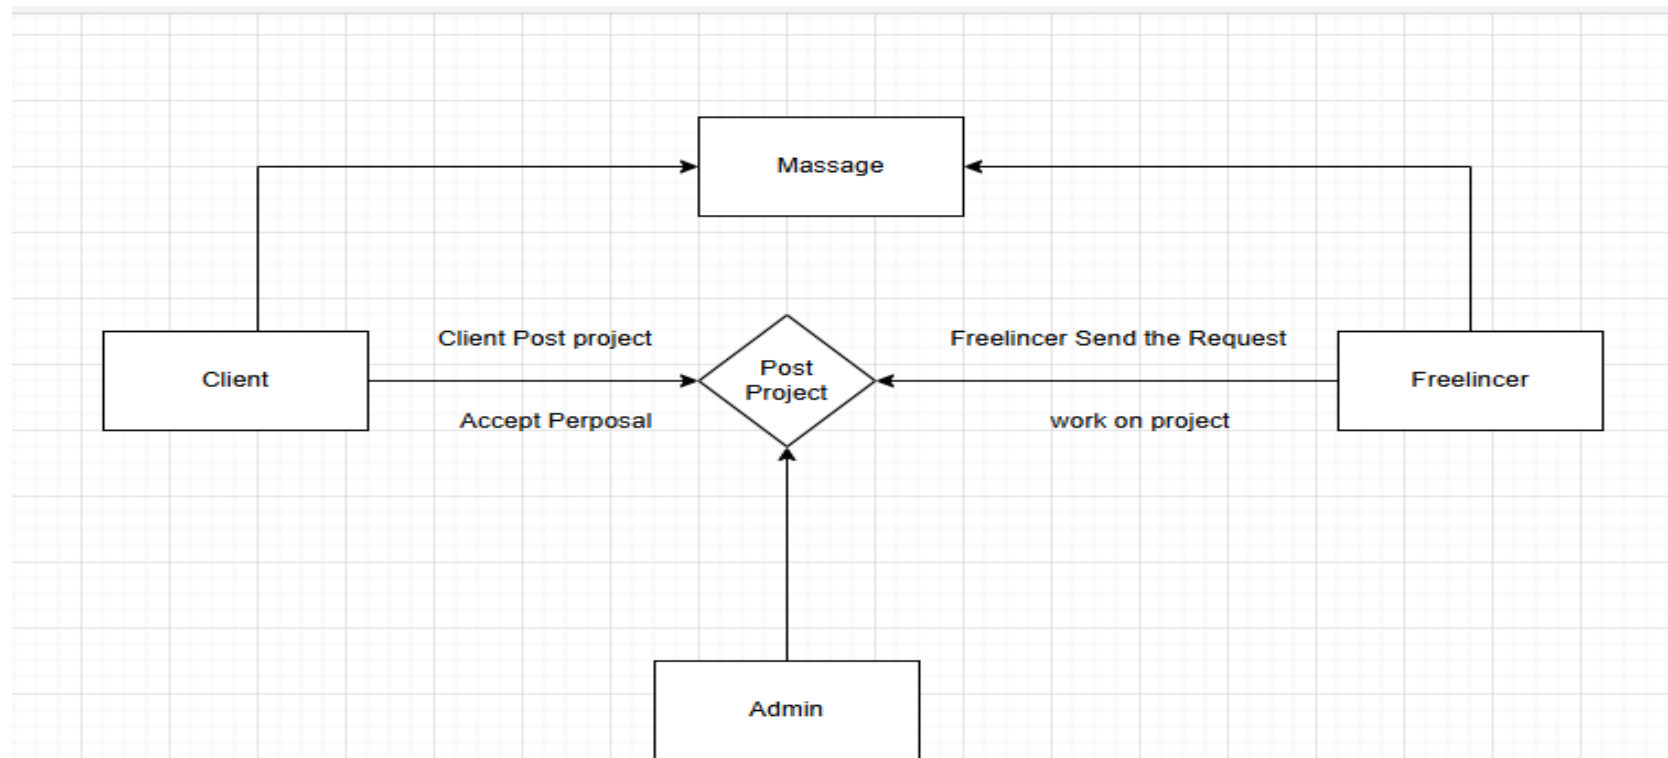 Massage
Client Post project
Freelincer Send the Request
Client
Post
Project
Freelincer
Accept Perposal
work on project
Admin